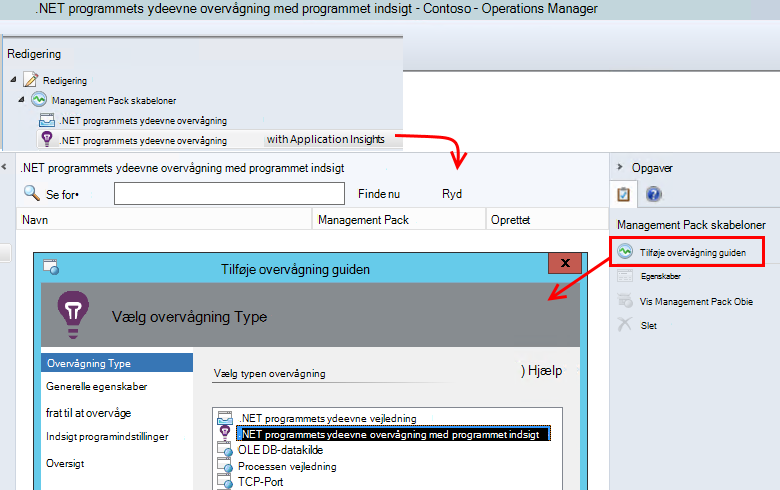 .NET programmets ydeevne overvågning med programmet indsigt - Contoso - Operations Manager
Redigering
Redigering
Management Pack skabeloner
.NET programmets ydeevne overvågning
.NET programmets ydeevne overvågning with Application Insights
.NET programmets ydeevne overvågning med programmet indsigt
Se for•
Finde nu
Ryd
Navn
Management Pack
Oprettet
Opgaver
Management Pack skabeloner
Tilføje overvågning guiden
Egenskaber
Vis Management Pack Obie
Slet
Tilføje overvågning guiden
x
Vælg overvågning Type
Overvågning Type
Generelle egenskaber
frat til at overvåge
Indsigt programindstillinger
Oversigt
Vælg typen overvågning
) Hjælp
.NET programmets ydeevne vejledning
.NET programmets ydeevne overvågning med programmet indsigt
OLE DB-datakilde
Processen vejledning
TCP-Port